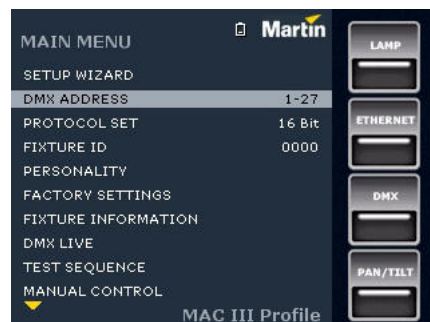 Martin
MAIN MENU
SETUP WIZARD
DMX ADDRESS 1-27
PROTOCOL SET 16 Bit
FIXTURE ID 0000
PERSONALITY
FACTORY SETTINGS
FIXTURE INFORMATION
DMX LIVE
TEST SEQUENCE
MANUAL CONTROL
MAC III Profile
LAMP
ETHERNET
DMX
PAN/TILT